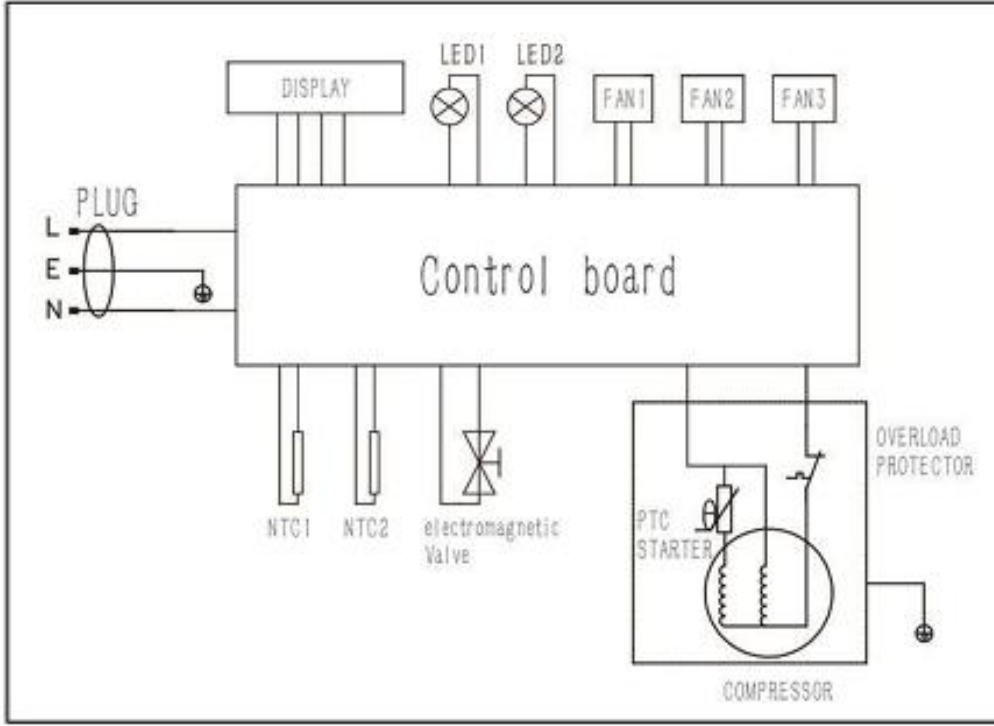 LED1 LED2
DISPLAY
FAN1 FAN2 FAN3
PLUG
L
E
N
Control board
NTC1 NTC2
electromagnetic
Valve
OVERLOAD
PROTECTOR
PTC
STARTER
COMPRESSOR